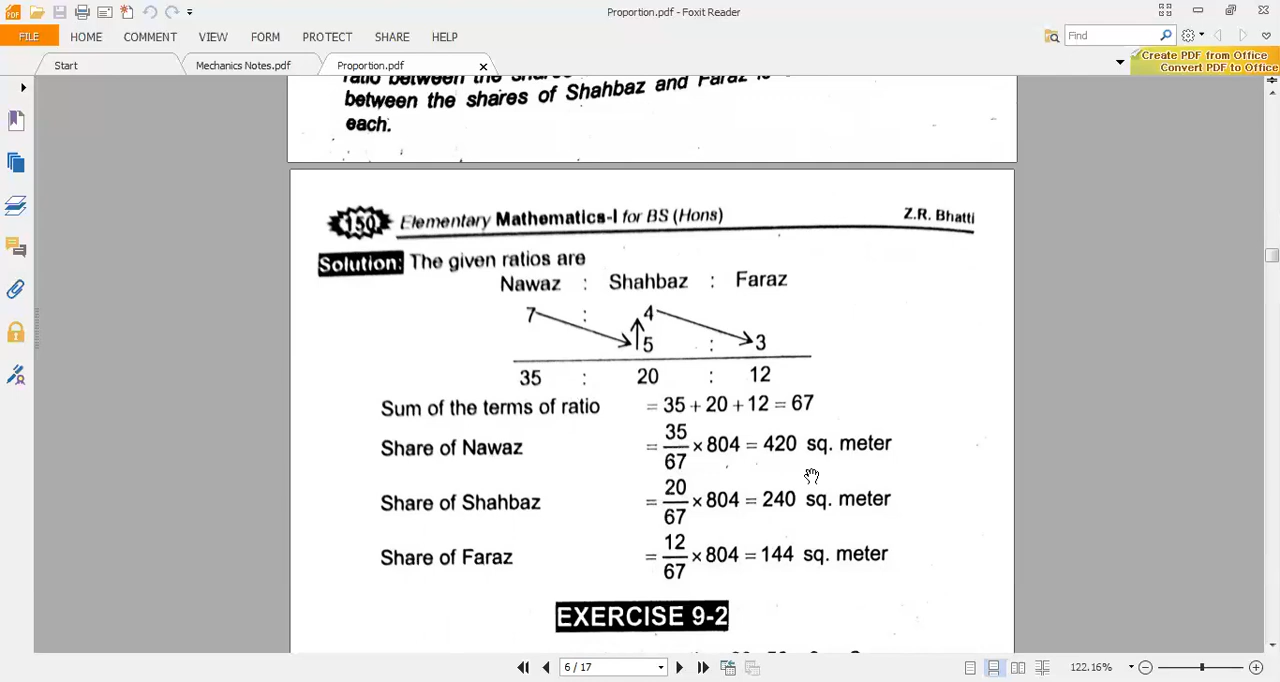 Proportion.pdf - Foxit Reader
FILE HOME COMMENT VIEW FORM PROTECT SHARE HELP
Find
Create PDF from Office
Convert PDF to Office
Start Mechanics Notes.pdf Proportion.pdf
ratio between the
between the shares of Shahbaz and Faraz
each.
150 Elementary Mathematics-I for BS (Hons) Z.R. Bhatti
Solution: The given ratios are
Nawaz : Shahbaz : Faraz
7 : 4
5 : 3
35 : 20 : 12
Sum of the terms of ratio = 35 + 20 + 12 = 67
Share of Nawaz = 35/67 × 804 = 420 sq. meter
Share of Shahbaz = 20/67 × 804 = 240 sq. meter
Share of Faraz = 12/67 × 804 = 144 sq. meter
EXERCISE 9-2
6 / 17
122.16%